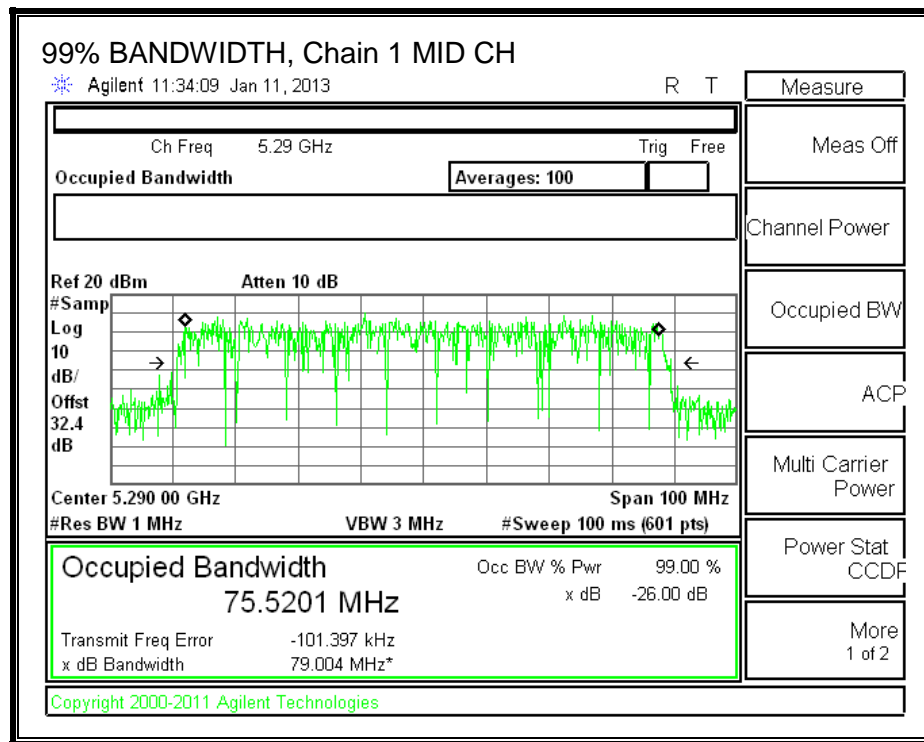 99% BANDWIDTH, Chain 1 MID CH
Agilent 11:34:09 Jan 11, 2013 R T
Measure
Ch Freq 5.29 GHz Trig Free
Occupied Bandwidth Averages: 100
Meas Off
Channel Power
Occupied BW
ACP
Multi Carrier
Power
Power Stat
CCDF
More
1 of 2
Ref 20 dBm Atten 10 dB
#Samp
Log
10
dB/
Offst
32.4
dB
Center 5.290 00 GHz Span 100 MHz
#Res BW 1 MHz VBW 3 MHz #Sweep 100 ms (601 pts)
Occupied Bandwidth Occ BW % Pwr 99.00 %
75.5201 MHz x dB -26.00 dB
Transmit Freq Error -101.397 kHz
x dB Bandwidth 79.004 MHz*
Copyright 2000-2011 Agilent Technologies